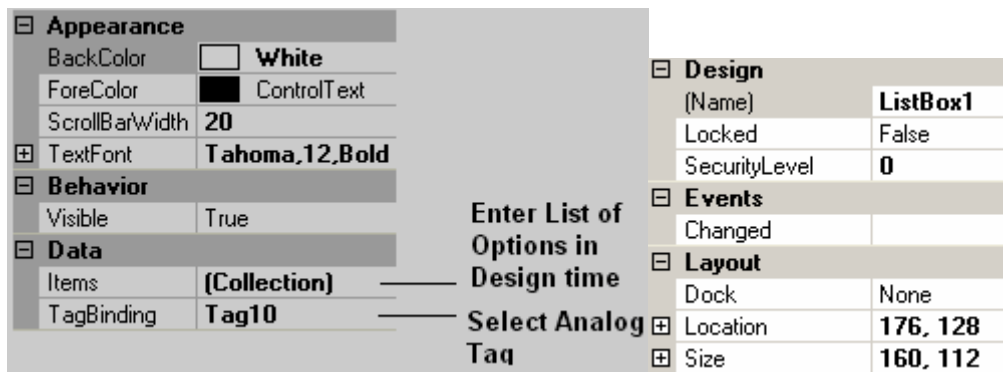 Appearance
BackColor White
ForeColor ControlText
ScrollBarWidth 20
TextFont Tahoma,12,Bold
Behavior
Visible True
Data
Items (Collection)
TagBinding Tag10
Enter List of
Options in
Design time
Select Analog
Tag
Design
(Name) ListBox1
Locked False
SecurityLevel 0
Events
Changed
Layout
Dock None
Location 176, 128
Size 160, 112